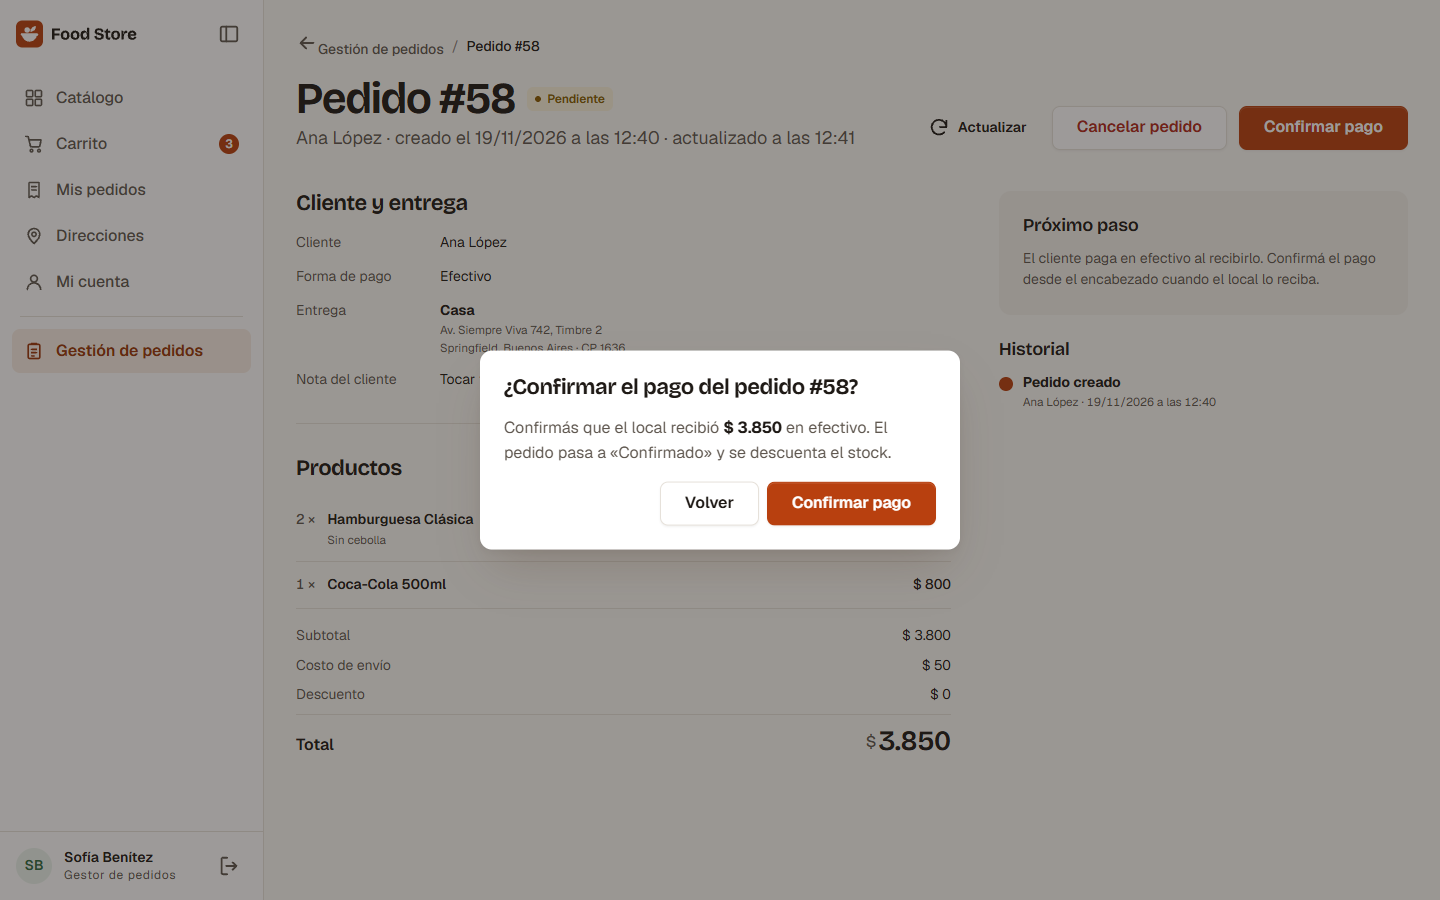 Food Store
Catálogo
Carrito
3
Mis pedidos
Direcciones
Mi cuenta
Gestión de pedidos
SB
Sofía Benítez
Gestor de pedidos
Gestión de pedidos / Pedido #58
Pedido #58
Pendiente
Ana López · creado el 19/11/2026 a las 12:40 · actualizado a las 12:41
Actualizar
Cancelar pedido
Confirmar pago
Cliente y entrega
Cliente
Ana López
Forma de pago
Efectivo
Entrega
Casa
Av. Siempre Viva 742, Timbre 2
Springfield, Buenos Aires · CP 1636
Nota del cliente
Tocar
¿Confirmar el pago del pedido #58?
Confirmás que el local recibió $ 3.850 en efectivo. El
pedido pasa a «Confirmado» y se descuenta el stock.
Volver
Confirmar pago
Productos
2 × Hamburguesa Clásica
Sin cebolla
1 × Coca-Cola 500ml
$ 800
Subtotal
$ 3.800
Costo de envío
$ 50
Descuento
$ 0
Total
$ 3.850
Próximo paso
El cliente paga en efectivo al recibirlo. Confirmá el pago
desde el encabezado cuando el local lo reciba.
Historial
Pedido creado
Ana López · 19/11/2026 a las 12:40